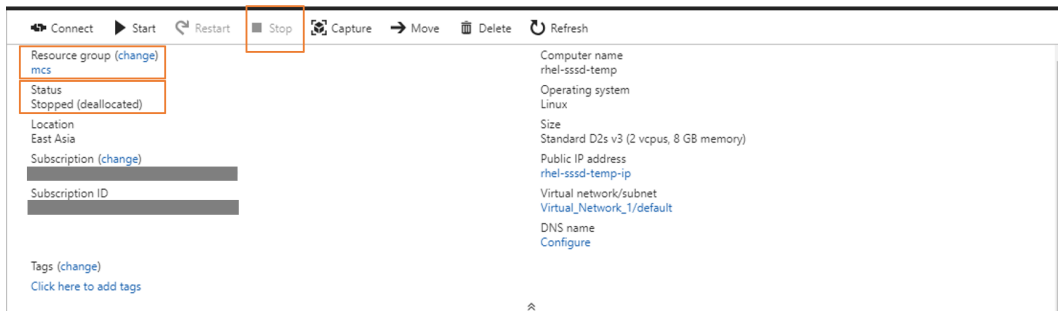 Connect Start Restart Stop Capture Move Delete Refresh
Resource group (change)
mcs
Status
Stopped (deallocated)
Location
East Asia
Subscription (change)
Subscription ID
Tags (change)
Click here to add tags
Computer name
rhel-sssd-temp
Operating system
Linux
Size
Standard D2s v3 (2 vcpus, 8 GB memory)
Public IP address
rhel-sssd-temp-ip
Virtual network/subnet
Virtual_Network_1/default
DNS name
Configure